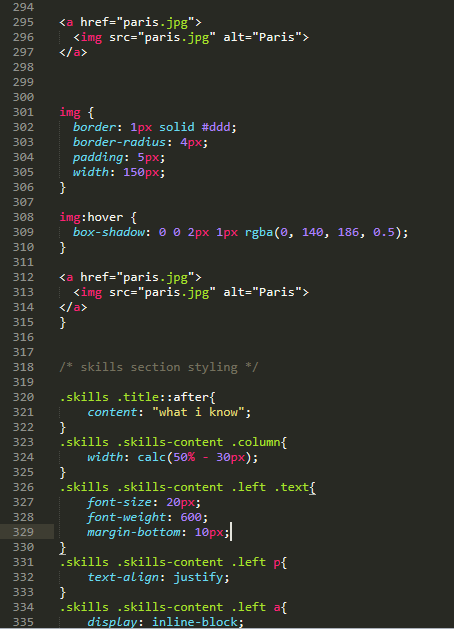 294
295 <a href="paris.jpg">
296   <img src="paris.jpg" alt="Paris">
297 </a>
298
299
300
301 img {
302   border: 1px solid #ddd;
303   border-radius: 4px;
304   padding: 5px;
305   width: 150px;
306 }
307
308 img:hover {
309   box-shadow: 0 0 2px 1px rgba(0, 140, 186, 0.5);
310 }
311
312 <a href="paris.jpg">
313   <img src="paris.jpg" alt="Paris">
314 </a>
315 }
316
317
318 /* skills section styling */
319
320 .skills .title::after{
321     content: "what i know";
322 }
323 .skills .skills-content .column{
324     width: calc(50% - 30px);
325 }
326 .skills .skills-content .left .text{
327     font-size: 20px;
328     font-weight: 600;
329     margin-bottom: 10px;
330 }
331 .skills .skills-content .left p{
332     text-align: justify;
333 }
334 .skills .skills-content .left a{
335     display: inline-block;